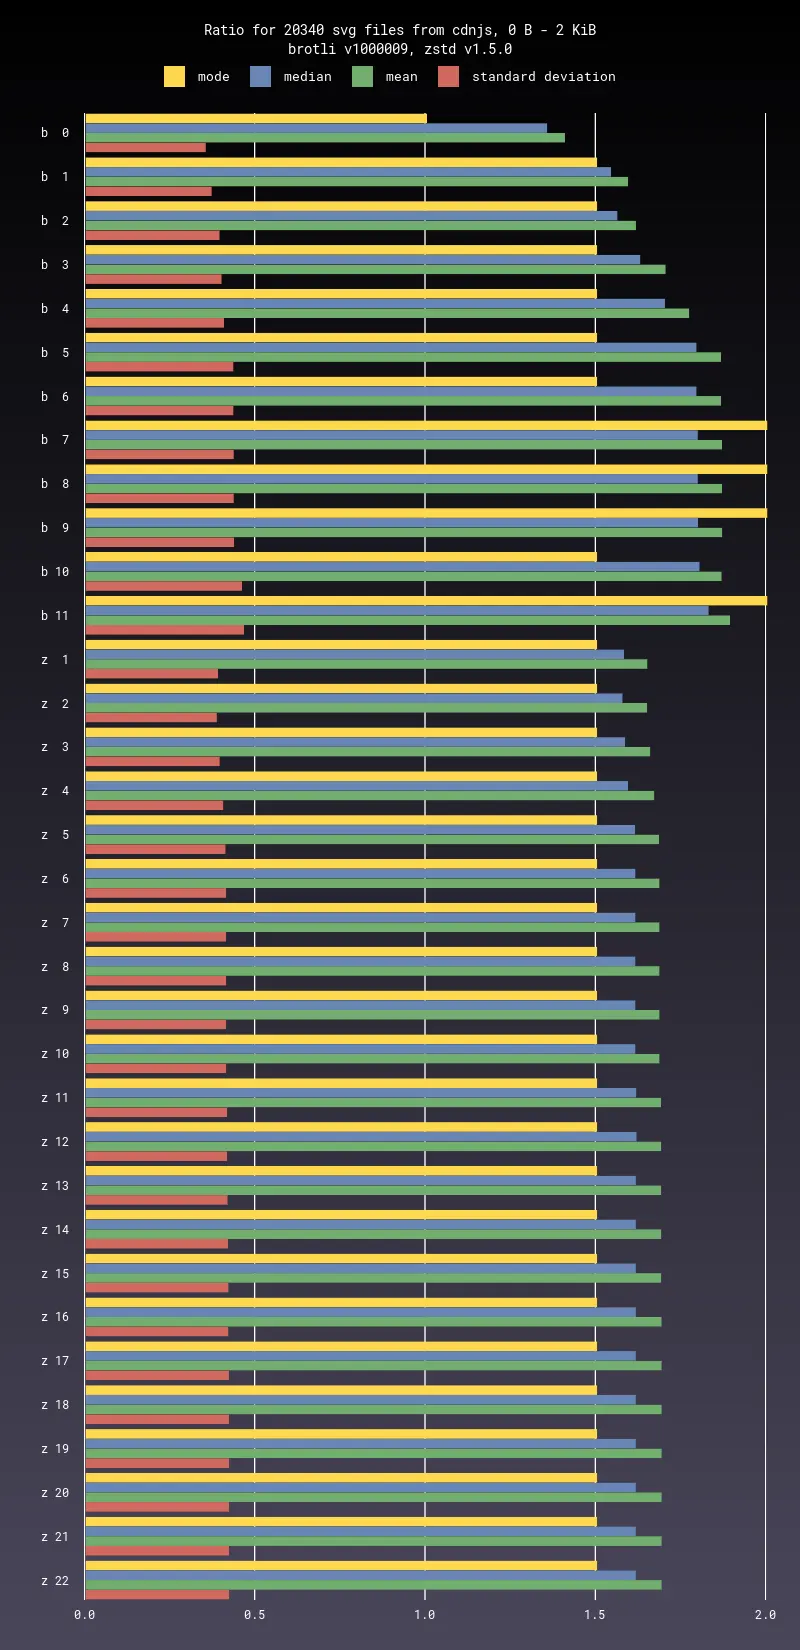 Ratio for 20340 svg files from cdnjs, 0 B - 2 KiB
brotli v1000009, zstd v1.5.0
mode median mean standard deviation
b 0
b 1
b 2
b 3
b 4
b 5
b 6
b 7
b 8
b 9
b 10
b 11
z 1
z 2
z 3
z 4
z 5
z 6
z 7
z 8
z 9
z 10
z 11
z 12
z 13
z 14
z 15
z 16
z 17
z 18
z 19
z 20
z 21
z 22
0.0 0.5 1.0 1.5 2.0